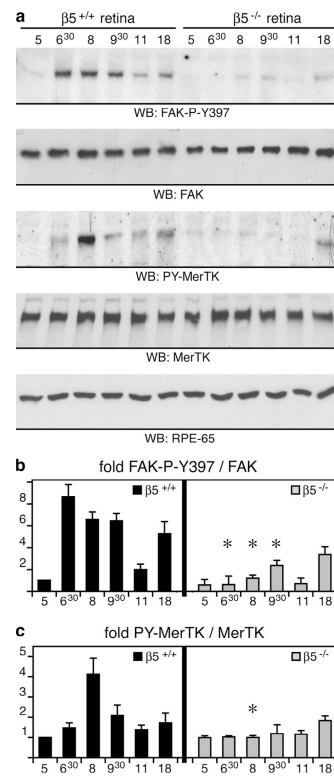 a
β5 +/+ retina β5 -/- retina
5 6³⁰ 8 9³⁰ 11 18 5 6³⁰ 8 9³⁰ 11 18
WB: FAK-P-Y397
WB: FAK
WB: PY-MerTK
WB: MerTK
WB: RPE-65
b fold FAK-P-Y397 / FAK
8
6
4
2
β5 +/+
β5 -/-
* * *
5 6³⁰ 8 9³⁰ 11 18 5 6³⁰ 8 9³⁰ 11 18
c fold PY-MerTK / MerTK
5
4
3
2
1
β5 +/+
β5 -/-
*
5 6³⁰ 8 9³⁰ 11 18 5 6³⁰ 8 9³⁰ 11 18